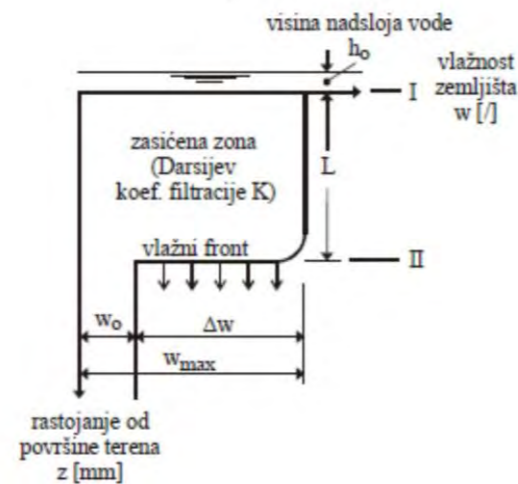 visina nadsloja vode
h₀
vlažnost
zemljišta
w [/]
I
zasićena zona
(Darsijev
koef. filtracije K)
L
vlažni front
II
w₀
Δw
wmax
rastojanje od
površine terena
z [mm]